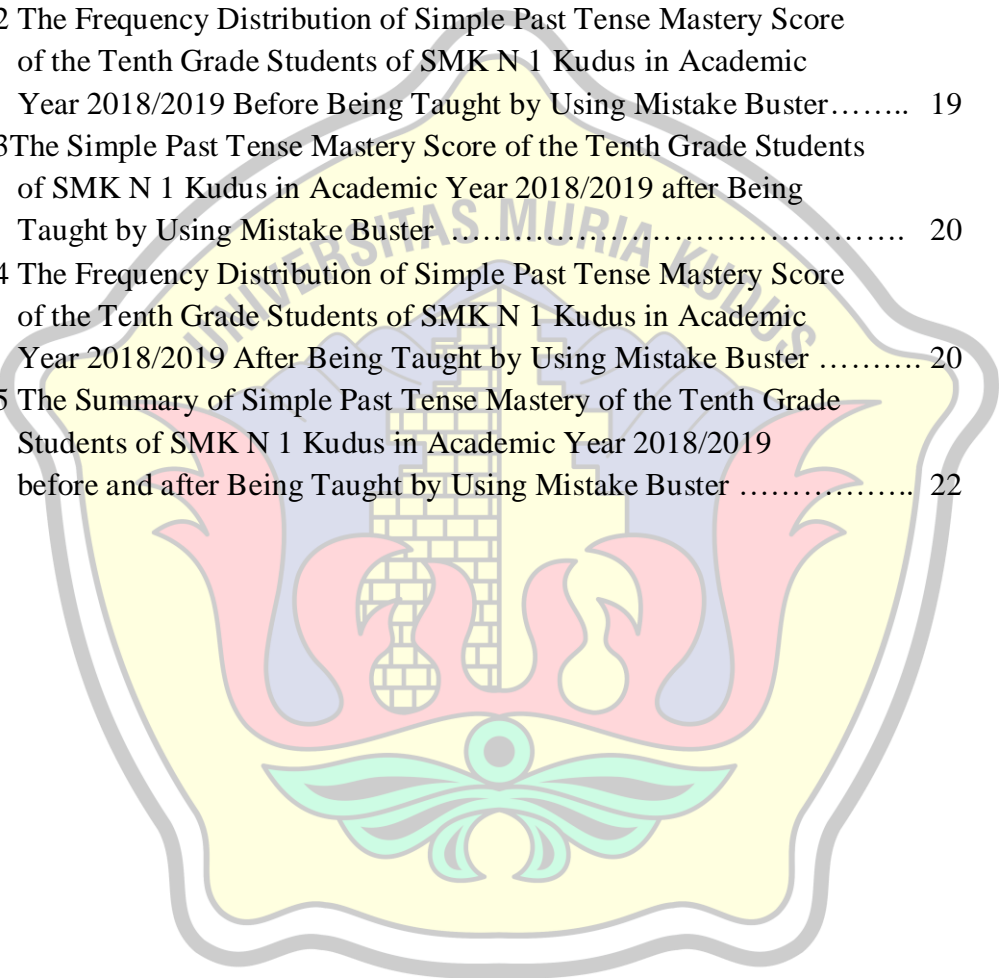 2 The Frequency Distribution of Simple Past Tense Mastery Score
of the Tenth Grade Students of SMK N 1 Kudus in Academic
Year 2018/2019 Before Being Taught by Using Mistake Buster…….. 19
3The Simple Past Tense Mastery Score of the Tenth Grade Students
of SMK N 1 Kudus in Academic Year 2018/2019 after Being
Taught by Using Mistake Buster ………………………………………. 20
4 The Frequency Distribution of Simple Past Tense Mastery Score
of the Tenth Grade Students of SMK N 1 Kudus in Academic
Year 2018/2019 After Being Taught by Using Mistake Buster ………. 20
5 The Summary of Simple Past Tense Mastery of the Tenth Grade
Students of SMK N 1 Kudus in Academic Year 2018/2019
before and after Being Taught by Using Mistake Buster …………….. 22
UNIVERSITAS MURIA KUDUS